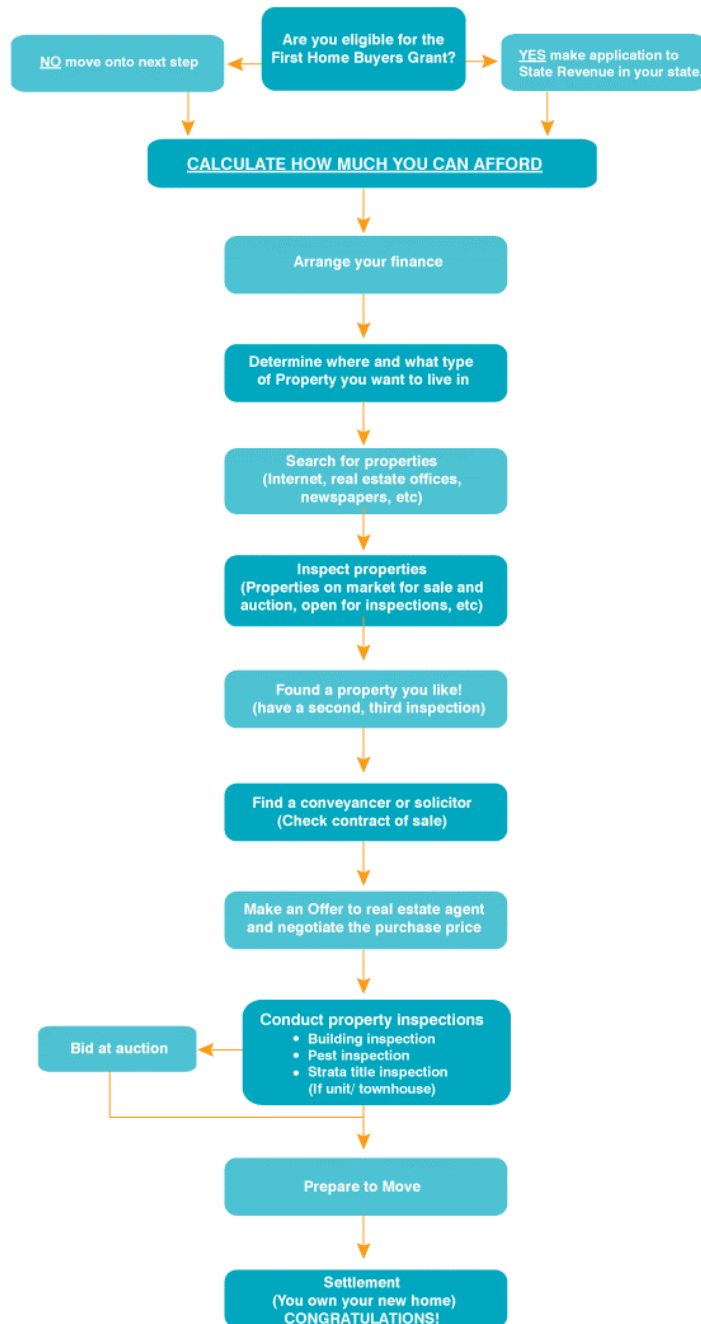 Are you eligible for the
First Home Buyers Grant?
NO move onto next step
YES make application to
State Revenue in your state.
CALCULATE HOW MUCH YOU CAN AFFORD
Arrange your finance
Determine where and what type
of Property you want to live in
Search for properties
(Internet, real estate offices,
newspapers, etc)
Inspect properties
(Properties on market for sale and
auction, open for inspections, etc)
Found a property you like!
(have a second, third inspection)
Find a conveyancer or solicitor
(Check contract of sale)
Make an Offer to real estate agent
and negotiate the purchase price
Conduct property inspections
• Building inspection
• Pest inspection
• Strata title inspection
(If unit/ townhouse)
Bid at auction
Prepare to Move
Settlement
(You own your new home)
CONGRATULATIONS!